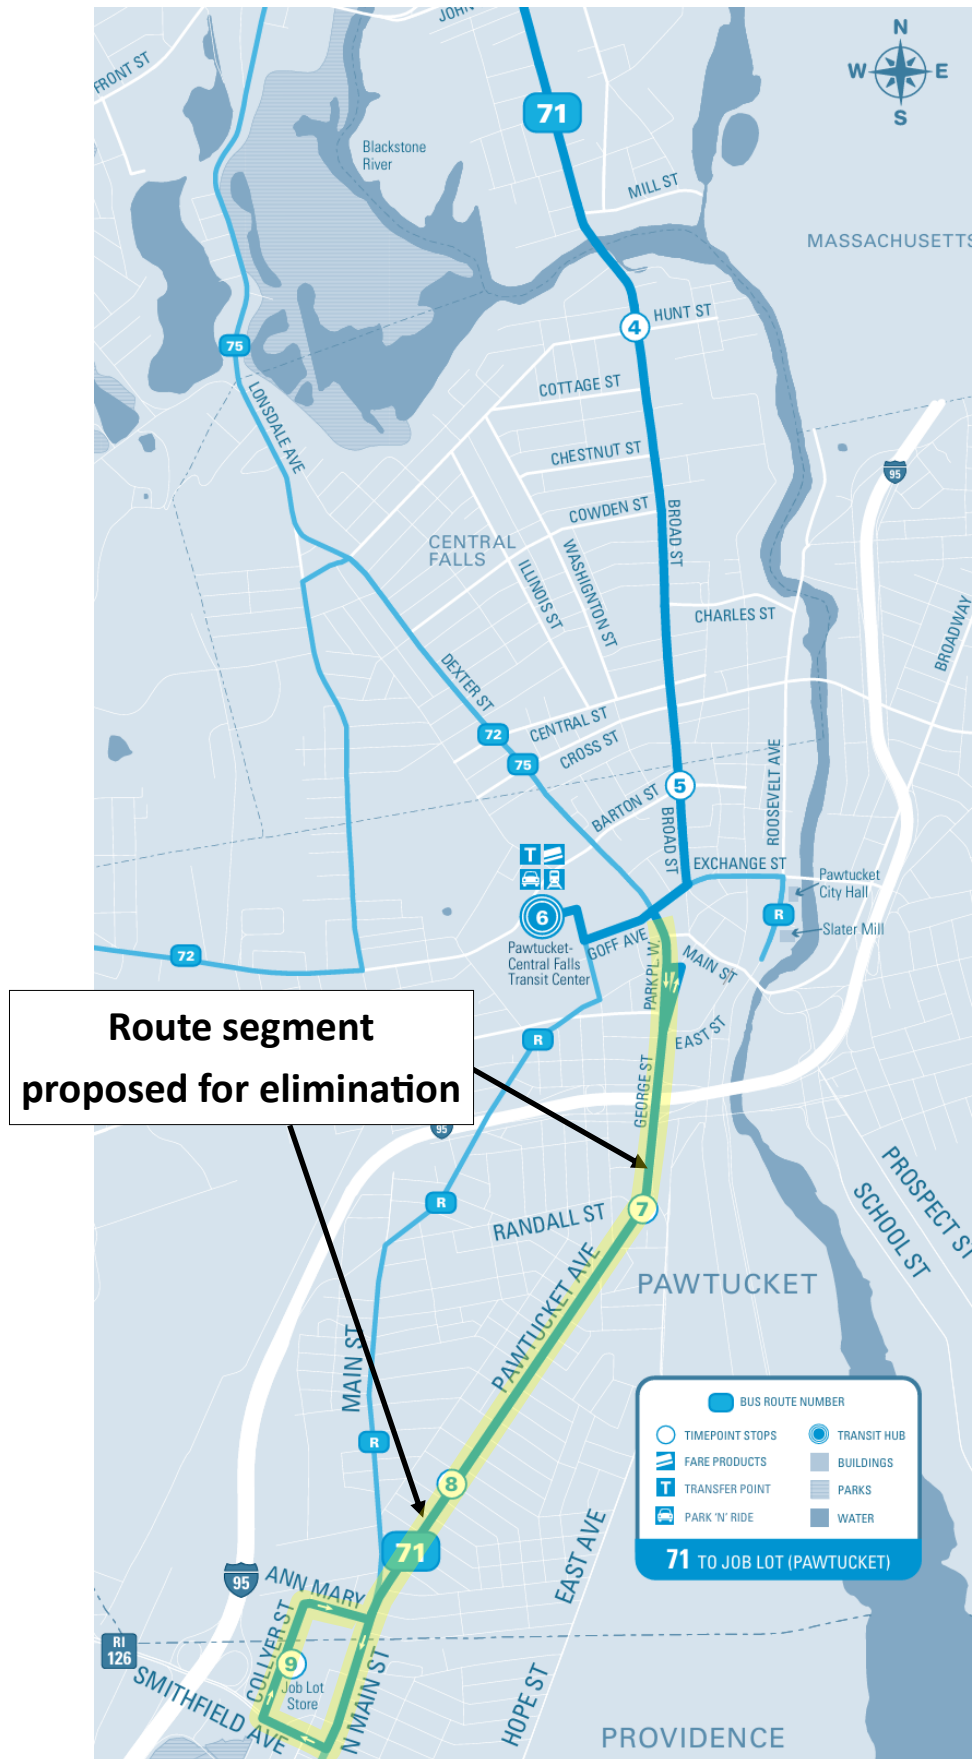 JOHN
FRONT ST
N
W
E
S
71
Blackstone
River
MILL ST
MASSACHUSETTS
4
HUNT ST
75
COTTAGE ST
LONSDALE AVE
CHESTNUT ST
95
COWDEN ST
BROAD ST
CENTRAL
FALLS
ILLINOIS ST
WASHIGNTON ST
CHARLES ST
BROADWAY
DEXTER ST
72
CENTRAL ST
75
CROSS ST
ROOSEVELT AVE
5
BARTON ST
BROAD ST
EXCHANGE ST
T
Pawtucket
City Hall
6
R
Slater Mill
GOFF AVE
Pawtucket-
Central Falls
Transit Center
PARK PL W.
MAIN ST
72
Route segment
proposed for elimination
R
EAST ST
GEORGE ST
95
PROSPECT ST
SCHOOL ST
R
RANDALL ST
7
PAWTUCKET AVE
PAWTUCKET
MAIN ST
R
8
71
BUS ROUTE NUMBER
TIMEPOINT STOPS
TRANSIT HUB
FARE PRODUCTS
BUILDINGS
T TRANSFER POINT
PARKS
PARK 'N' RIDE
WATER
71 TO JOB LOT (PAWTUCKET)
EAST AVE
95
ANN MARY
COLLYER ST
RI
126
9
Job Lot
Store
SMITHFIELD AVE
N MAIN ST
HOPE ST
PROVIDENCE